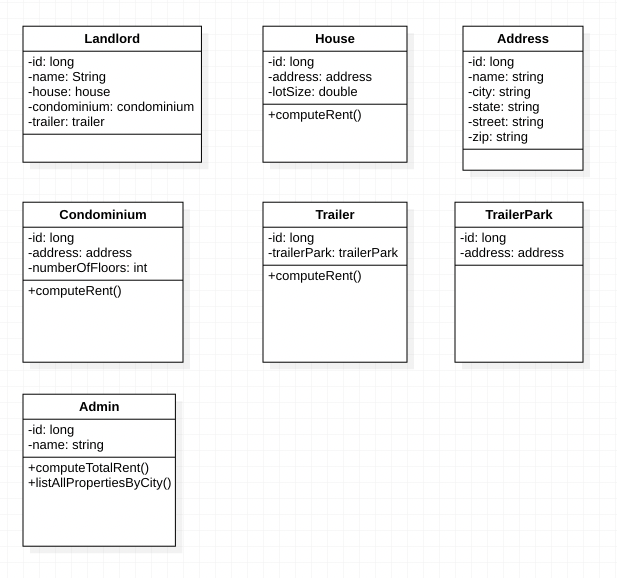 Landlord
-id: long
-name: String
-house: house
-condominium: condominium
-trailer: trailer
House
-id: long
-address: address
-lotSize: double
+computeRent()
Address
-id: long
-name: string
-city: string
-state: string
-street: string
-zip: string
Condominium
-id: long
-address: address
-numberOfFloors: int
+computeRent()
Trailer
-id: long
-trailerPark: trailerPark
+computeRent()
TrailerPark
-id: long
-address: address
Admin
-id: long
-name: string
+computeTotalRent()
+listAllPropertiesByCity()